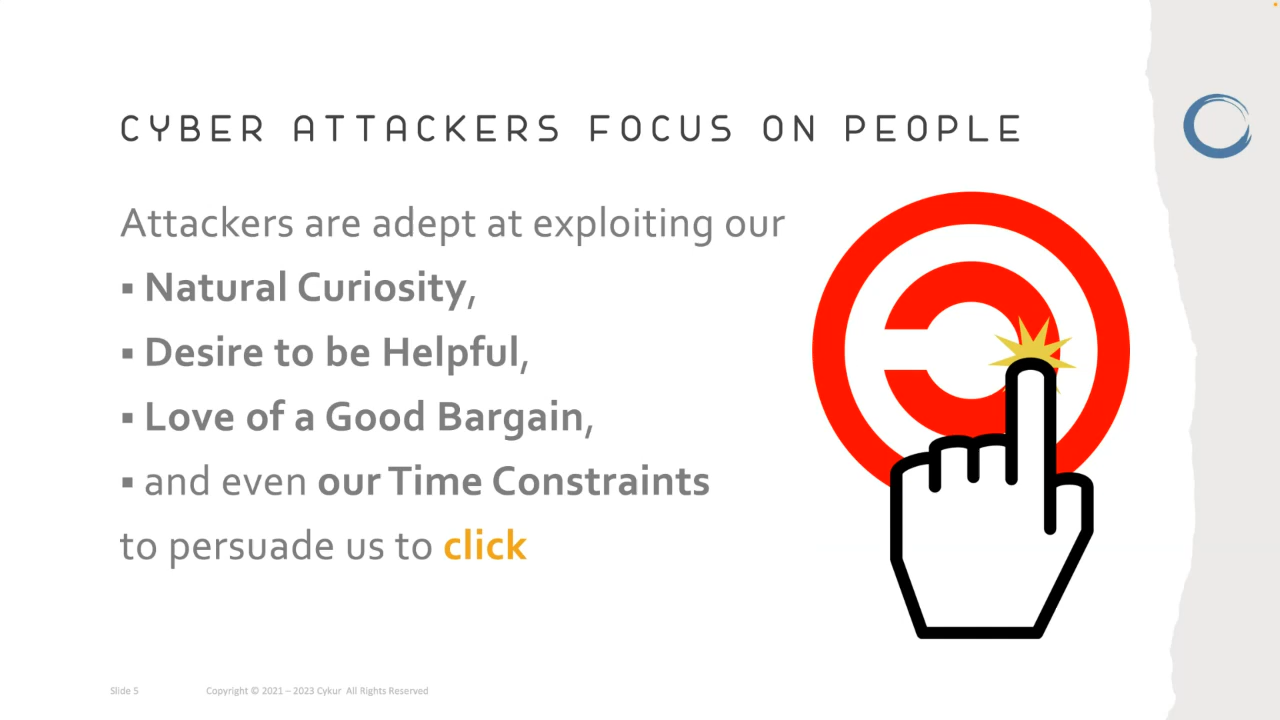 CYBER ATTACKERS FOCUS ON PEOPLE
Attackers are adept at exploiting our
▪ Natural Curiosity,
▪ Desire to be Helpful,
▪ Love of a Good Bargain,
▪ and even our Time Constraints
to persuade us to click
Slide 5
Copyright © 2021 – 2023 Cykur All Rights Reserved